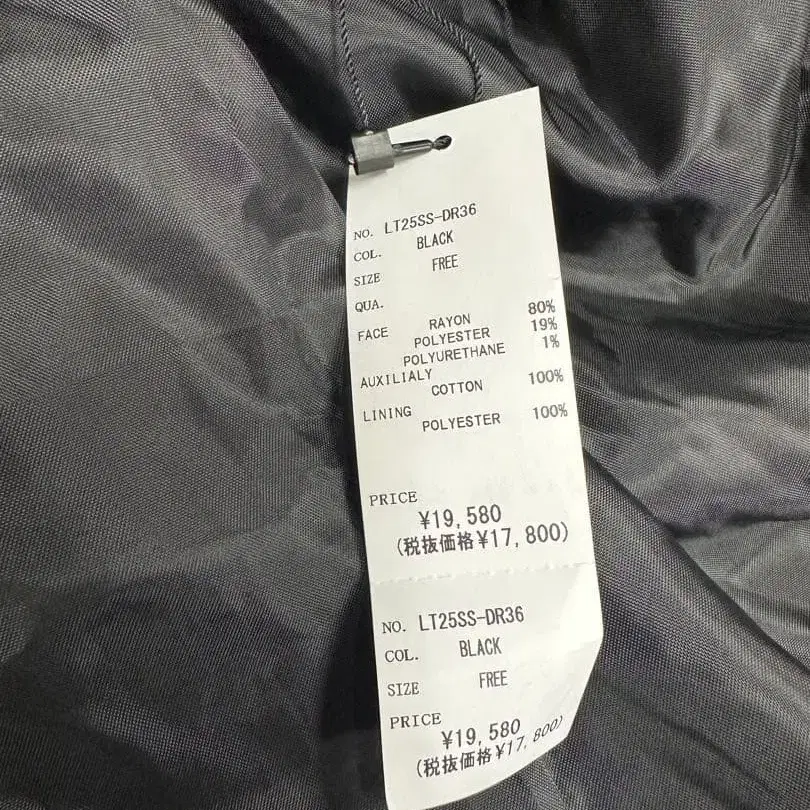 NO. LT25SS-DR36
COL. BLACK
SIZE FREE
QUA.
FACE RAYON 80%
POLYESTER 19%
POLYURETHANE 1%
AUXILIALY
COTTON 100%
LINING
POLYESTER 100%
PRICE
¥19,580
(税抜価格¥17,800)
NO. LT25SS-DR36
COL. BLACK
SIZE FREE
PRICE
¥19,580
(税抜価格¥17,800)